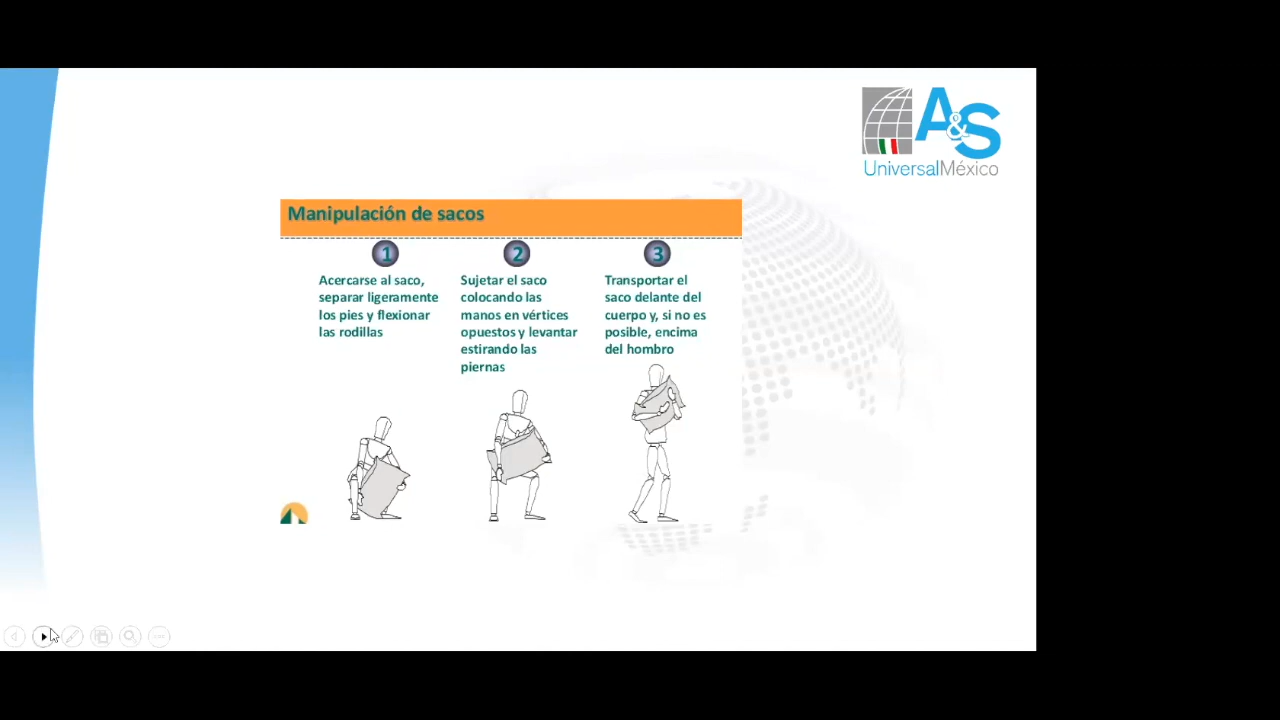 A&S
UniversalMéxico
Manipulación de sacos
1
Acercarse al saco,
separar ligeramente
los pies y flexionar
las rodillas
2
Sujetar el saco
colocando las
manos en vértices
opuestos y levantar
estirando las
piernas
3
Transportar el
saco delante del
cuerpo y, si no es
posible, encima
del hombro